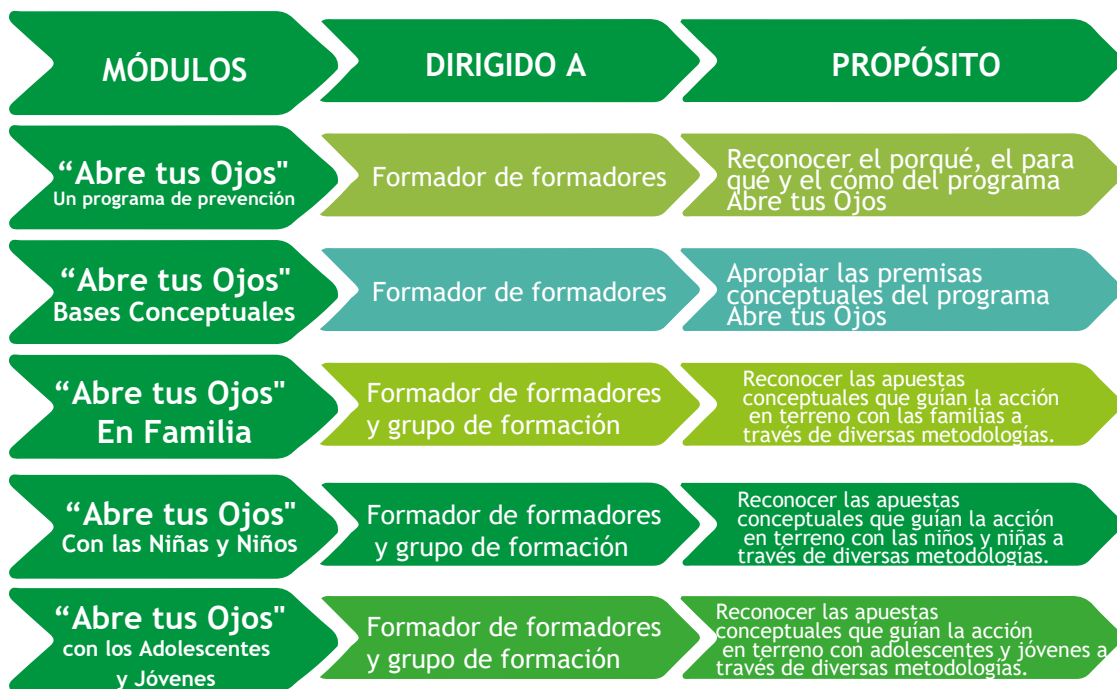 MÓDULOS
DIRIGIDO A
PROPÓSITO
“Abre tus Ojos"
Un programa de prevención
Formador de formadores
Reconocer el porqué, el para
qué y el cómo del programa
Abre tus Ojos
“Abre tus Ojos"
Bases Conceptuales
Formador de formadores
Apropiar las premisas
conceptuales del programa
Abre tus Ojos
“Abre tus Ojos"
En Familia
Formador de formadores
y grupo de formación
Reconocer las apuestas
conceptuales que guían la acción
en terreno con las familias a
través de diversas metodologías.
“Abre tus Ojos"
Con las Niñas y Niños
Formador de formadores
y grupo de formación
Reconocer las apuestas
conceptuales que guían la acción
en terreno con las niños y niñas a
través de diversas metodologías.
“Abre tus Ojos"
con los Adolescentes
y Jóvenes
Formador de formadores
y grupo de formación
Reconocer las apuestas
conceptuales que guían la acción
en terreno con adolescentes y jóvenes a
través de diversas metodologías.